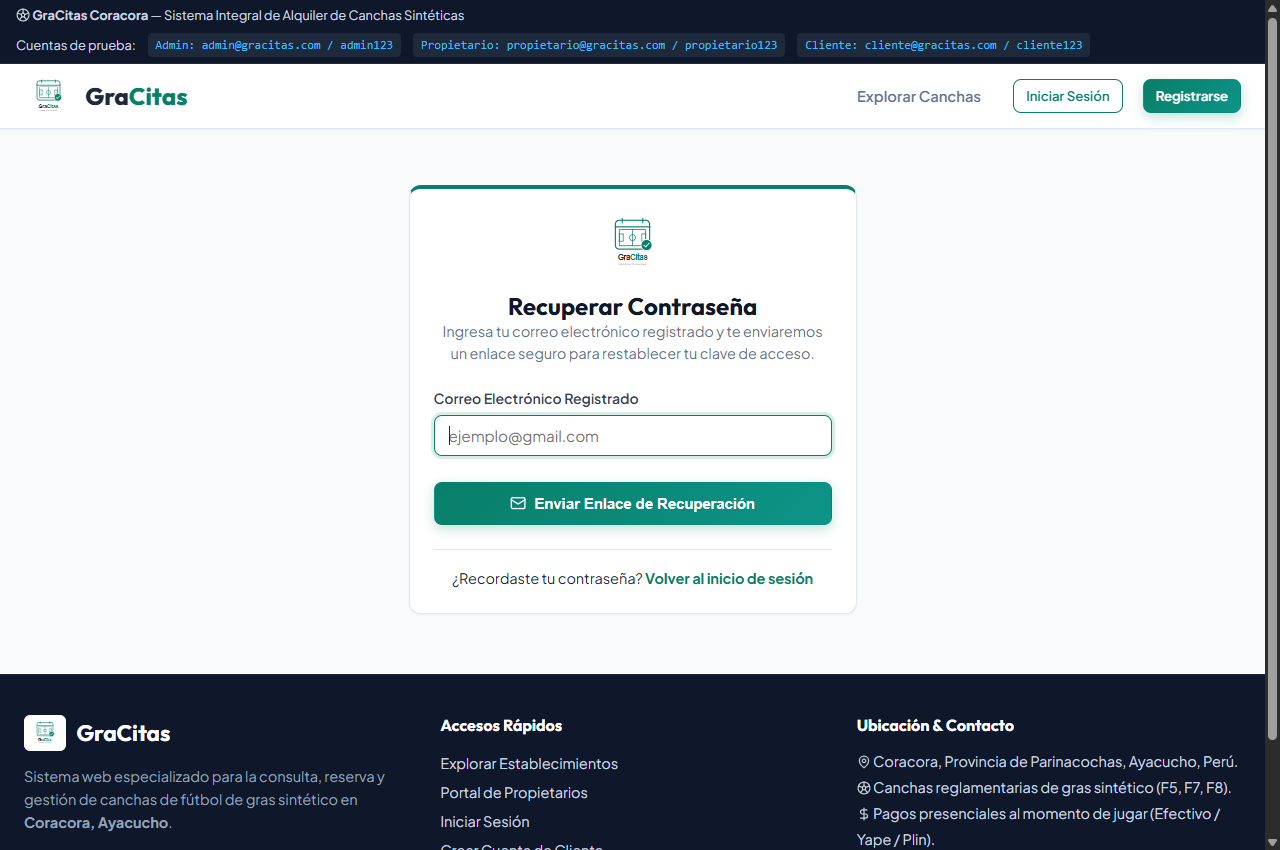 GraCitas Coracora — Sistema Integral de Alquiler de Canchas Sintéticas
Cuentas de prueba: Admin: admin@gracitas.com / admin123 Propietario: propietario@gracitas.com / propietario123 Cliente: cliente@gracitas.com / cliente123
GraCitas
GraCitas
Explorar Canchas
Iniciar Sesión
Registrarse
GraCitas
Recuperar Contraseña
Ingresa tu correo electrónico registrado y te enviaremos
un enlace seguro para restablecer tu clave de acceso.
Correo Electrónico Registrado
ejemplo@gmail.com
Enviar Enlace de Recuperación
¿Recordaste tu contraseña? Volver al inicio de sesión
GraCitas
GraCitas
Sistema web especializado para la consulta, reserva y
gestión de canchas de fútbol de gras sintético en
Coracora, Ayacucho.
Accesos Rápidos
Explorar Establecimientos
Portal de Propietarios
Iniciar Sesión
Crear Cuenta de Cliente
Ubicación & Contacto
Coracora, Provincia de Parinacochas, Ayacucho, Perú.
Canchas reglamentarias de gras sintético (F5, F7, F8).
Pagos presenciales al momento de jugar (Efectivo /
Yape / Plin).